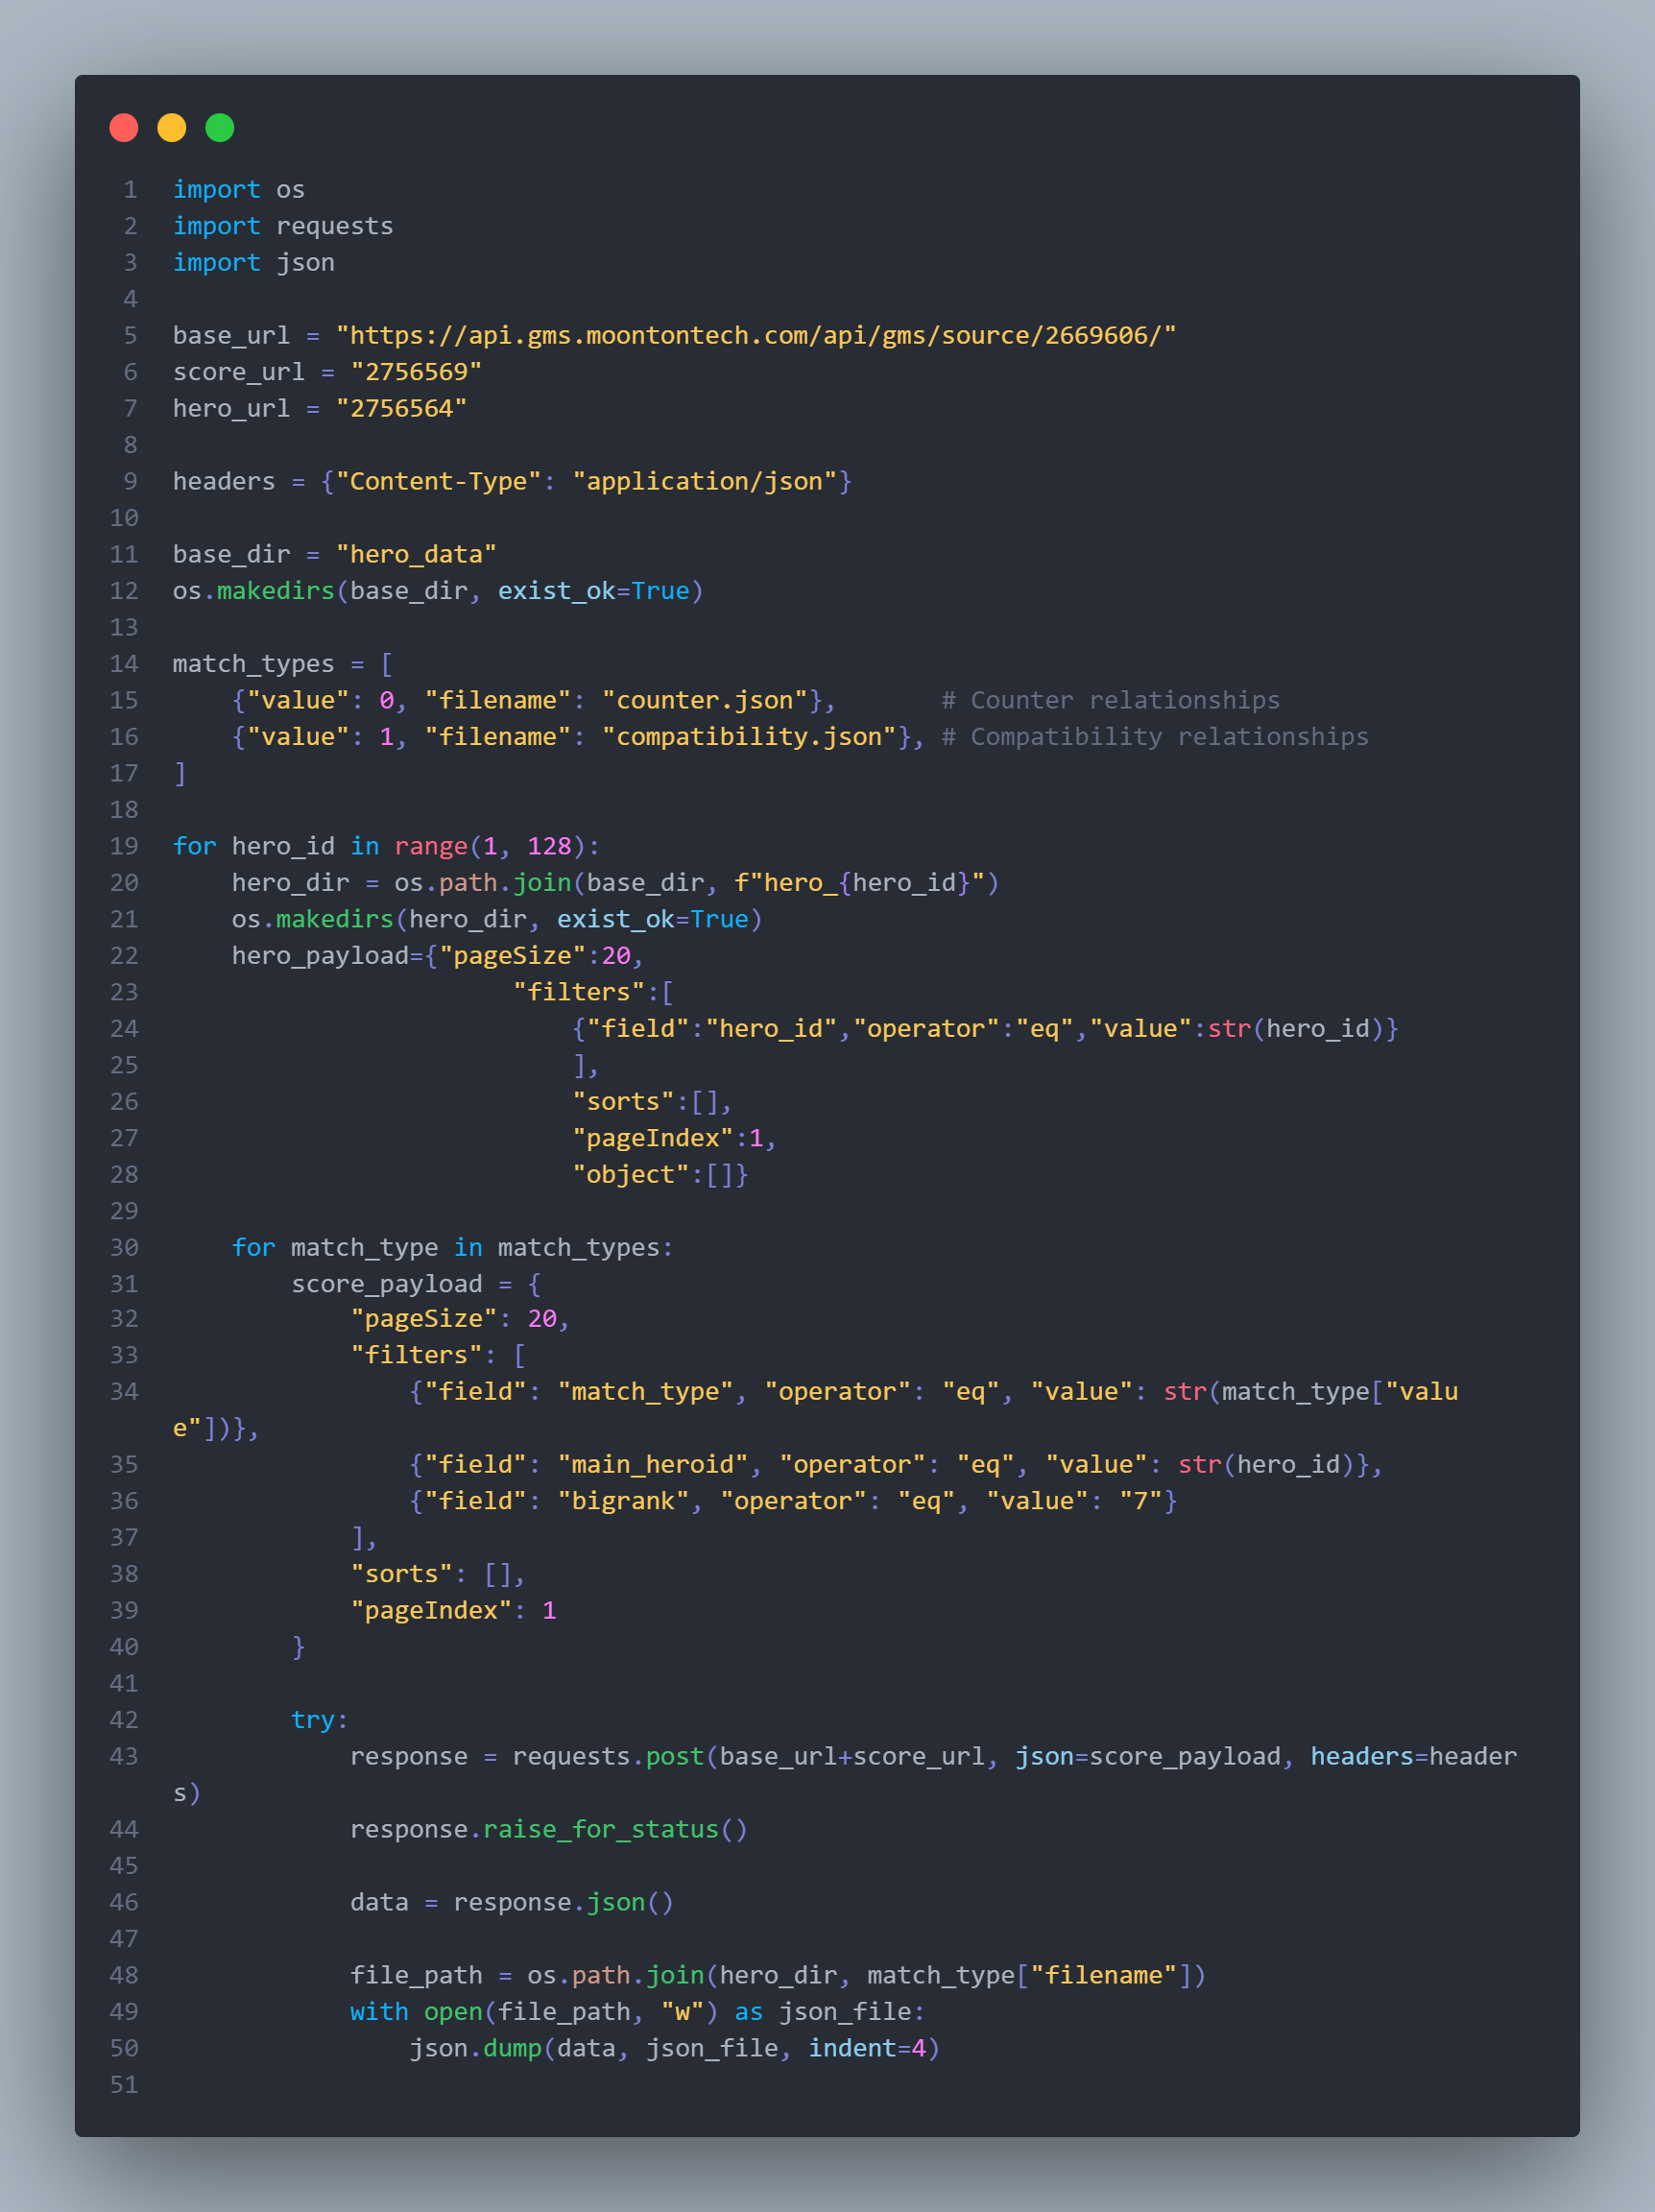 1 import os
2 import requests
3 import json
4
5 base_url = "https://api.gms.moontontech.com/api/gms/source/2669606/"
6 score_url = "2756569"
7 hero_url = "2756564"
8
9 headers = {"Content-Type": "application/json"}
10
11 base_dir = "hero_data"
12 os.makedirs(base_dir, exist_ok=True)
13
14 match_types = [
15     {"value": 0, "filename": "counter.json"},       # Counter relationships
16     {"value": 1, "filename": "compatibility.json"}, # Compatibility relationships
17 ]
18
19 for hero_id in range(1, 128):
20     hero_dir = os.path.join(base_dir, f"hero_{hero_id}")
21     os.makedirs(hero_dir, exist_ok=True)
22     hero_payload={"pageSize":20,
23                        "filters":[
24                            {"field":"hero_id","operator":"eq","value":str(hero_id)}
25                            ],
26                            "sorts":[],
27                            "pageIndex":1,
28                            "object":[]}
29
30     for match_type in match_types:
31         score_payload = {
32             "pageSize": 20,
33             "filters": [
34                 {"field": "match_type", "operator": "eq", "value": str(match_type["valu
e"])},
35                 {"field": "main_heroid", "operator": "eq", "value": str(hero_id)},
36                 {"field": "bigrank", "operator": "eq", "value": "7"}
37             ],
38             "sorts": [],
39             "pageIndex": 1
40         }
41
42         try:
43             response = requests.post(base_url+score_url, json=score_payload, headers=header
s)
44             response.raise_for_status()
45
46             data = response.json()
47
48             file_path = os.path.join(hero_dir, match_type["filename"])
49             with open(file_path, "w") as json_file:
50                 json.dump(data, json_file, indent=4)
51